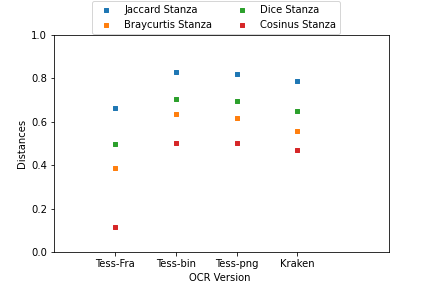 Jaccard Stanza
Dice Stanza
Braycurtis Stanza
Cosinus Stanza
1.0
0.8
0.6
0.4
0.2
0.0
Distances
Tess-Fra Tess-bin Tess-png Kraken
OCR Version